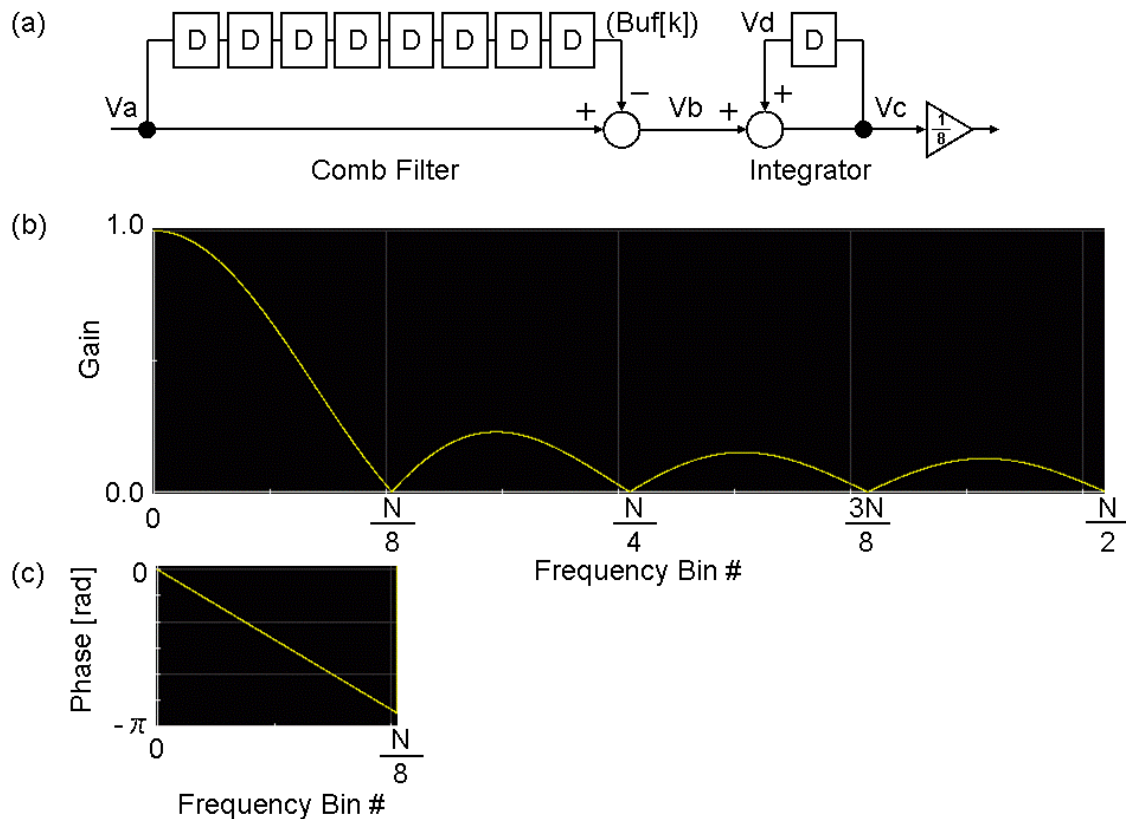 (a)
D D D D D D D D (Buf[k]) Vd D
Va + − Vb + + Vc 1/8
Comb Filter Integrator
(b)
1.0
Gain
0.0
0 N/8 N/4 3N/8 N/2
Frequency Bin #
(c)
0
Phase [rad]
- π
0 N/8
Frequency Bin #